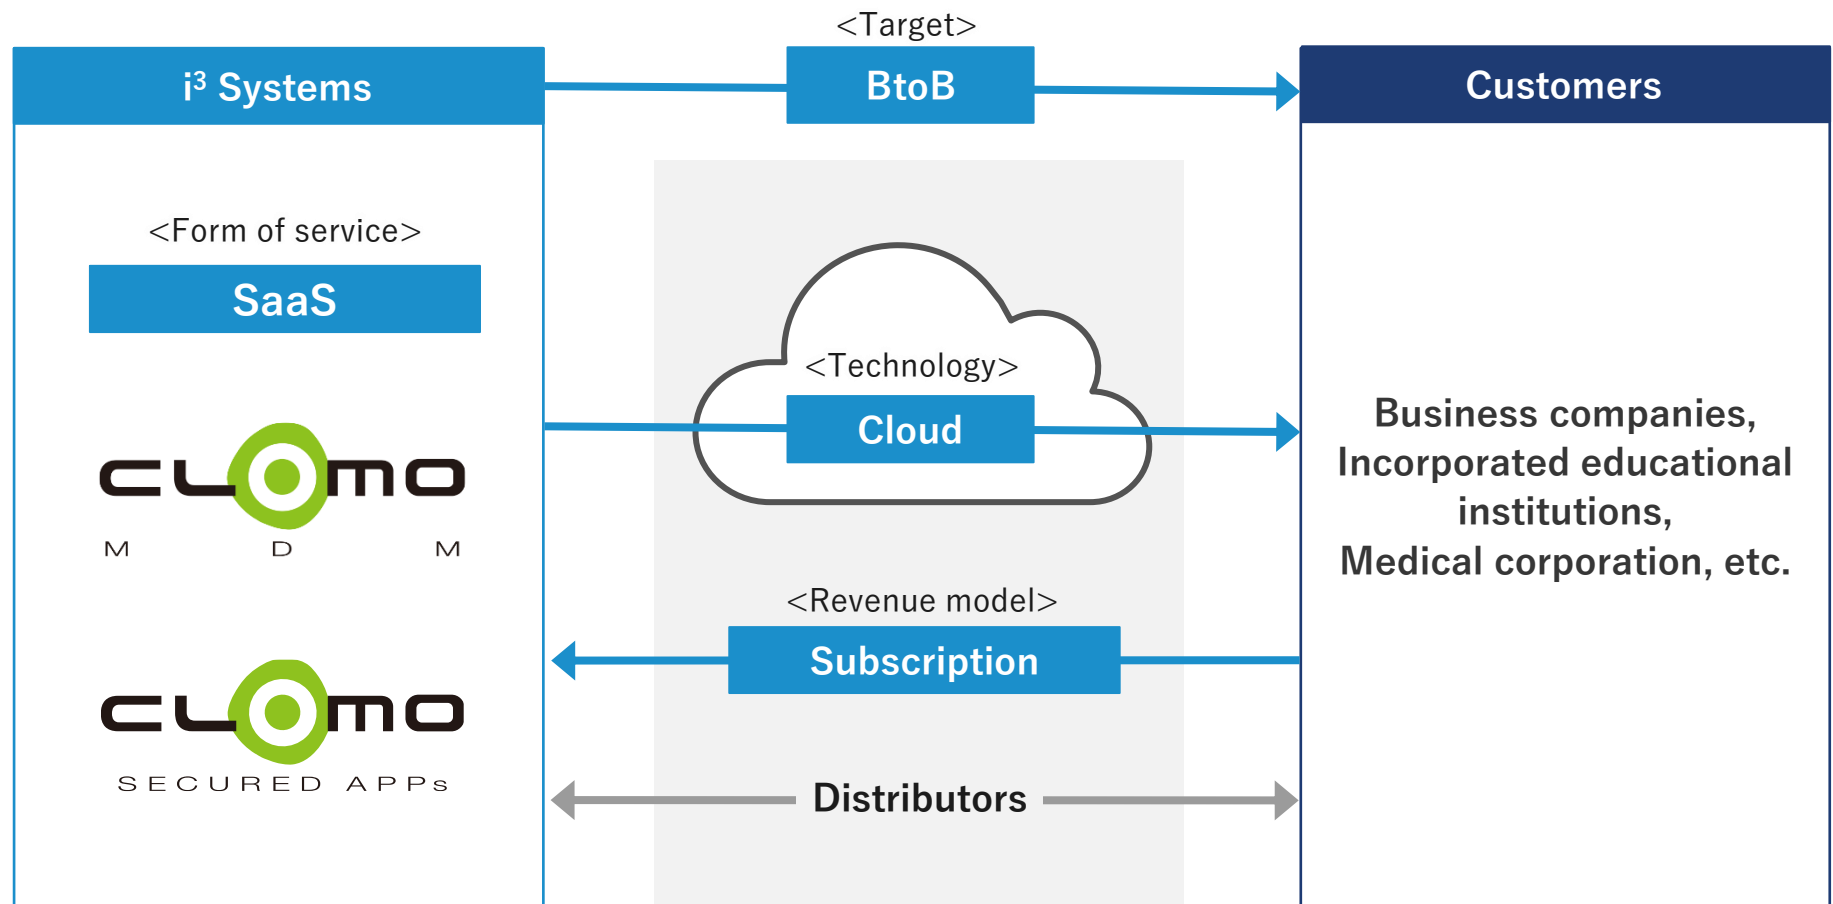 <Target>
i³ Systems
BtoB
Customers
<Form of service>
SaaS
CLOMO
M D M
CLOMO
SECURED APPs
<Technology>
Cloud
<Revenue model>
Subscription
Distributors
Business companies,
Incorporated educational
institutions,
Medical corporation, etc.